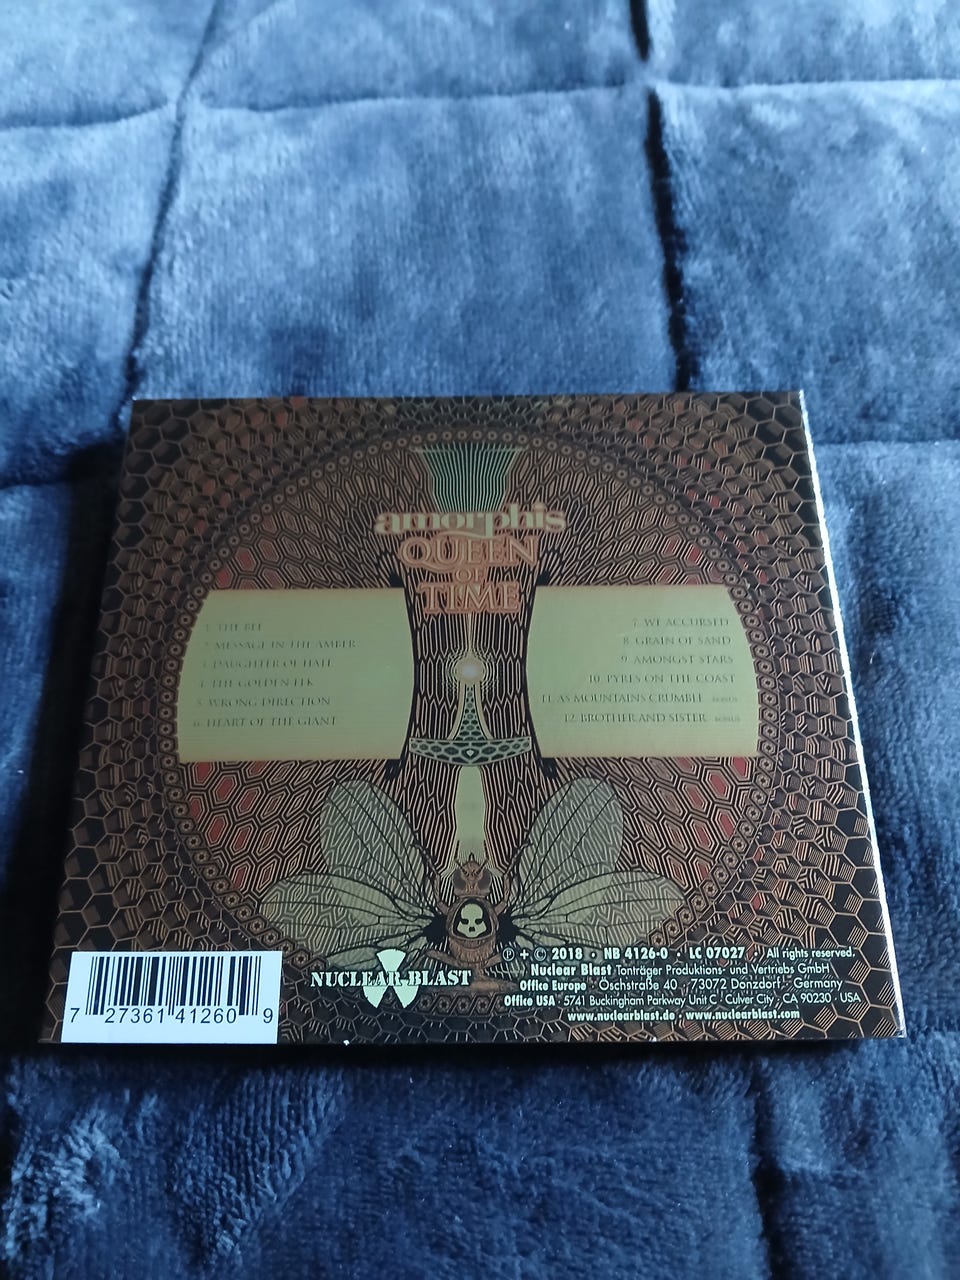 amorphis
QUEEN
OF
TIME
1. THE BEE
2. MESSAGE IN THE AMBER
3. DAUGHTER OF HATE
4. THE GOLDEN ELK
5. WRONG DIRECTION
6. HEART OF THE GIANT
7. WE ACCURSED
8. GRAIN OF SAND
9. AMONGST STARS
10. PYRES ON THE COAST
11. AS MOUNTAINS CRUMBLE BONUS
12. BROTHER AND SISTER BONUS
7 27361 41260 9
NUCLEAR BLAST
℗ + © 2018 · NB 4126-0 · LC 07027 · All rights reserved.
Nuclear Blast Tonträger Produktions- und Vertriebs GmbH
Office Europe · Oschstraße 40 · 73072 Donzdorf · Germany
Office USA · 5741 Buckingham Parkway Unit C · Culver City · CA 90230 · USA
www.nuclearblast.de · www.nuclearblast.com